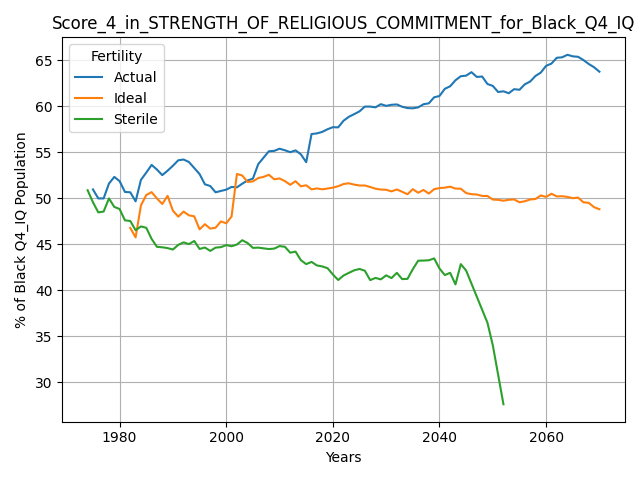 Score_4_in_STRENGTH_OF_RELIGIOUS_COMMITMENT_for_Black_Q4_IQ
Fertility
Actual
Ideal
Sterile
% of Black Q4_IQ Population
65
60
55
50
45
40
35
30
1980
2000
2020
2040
2060
Years